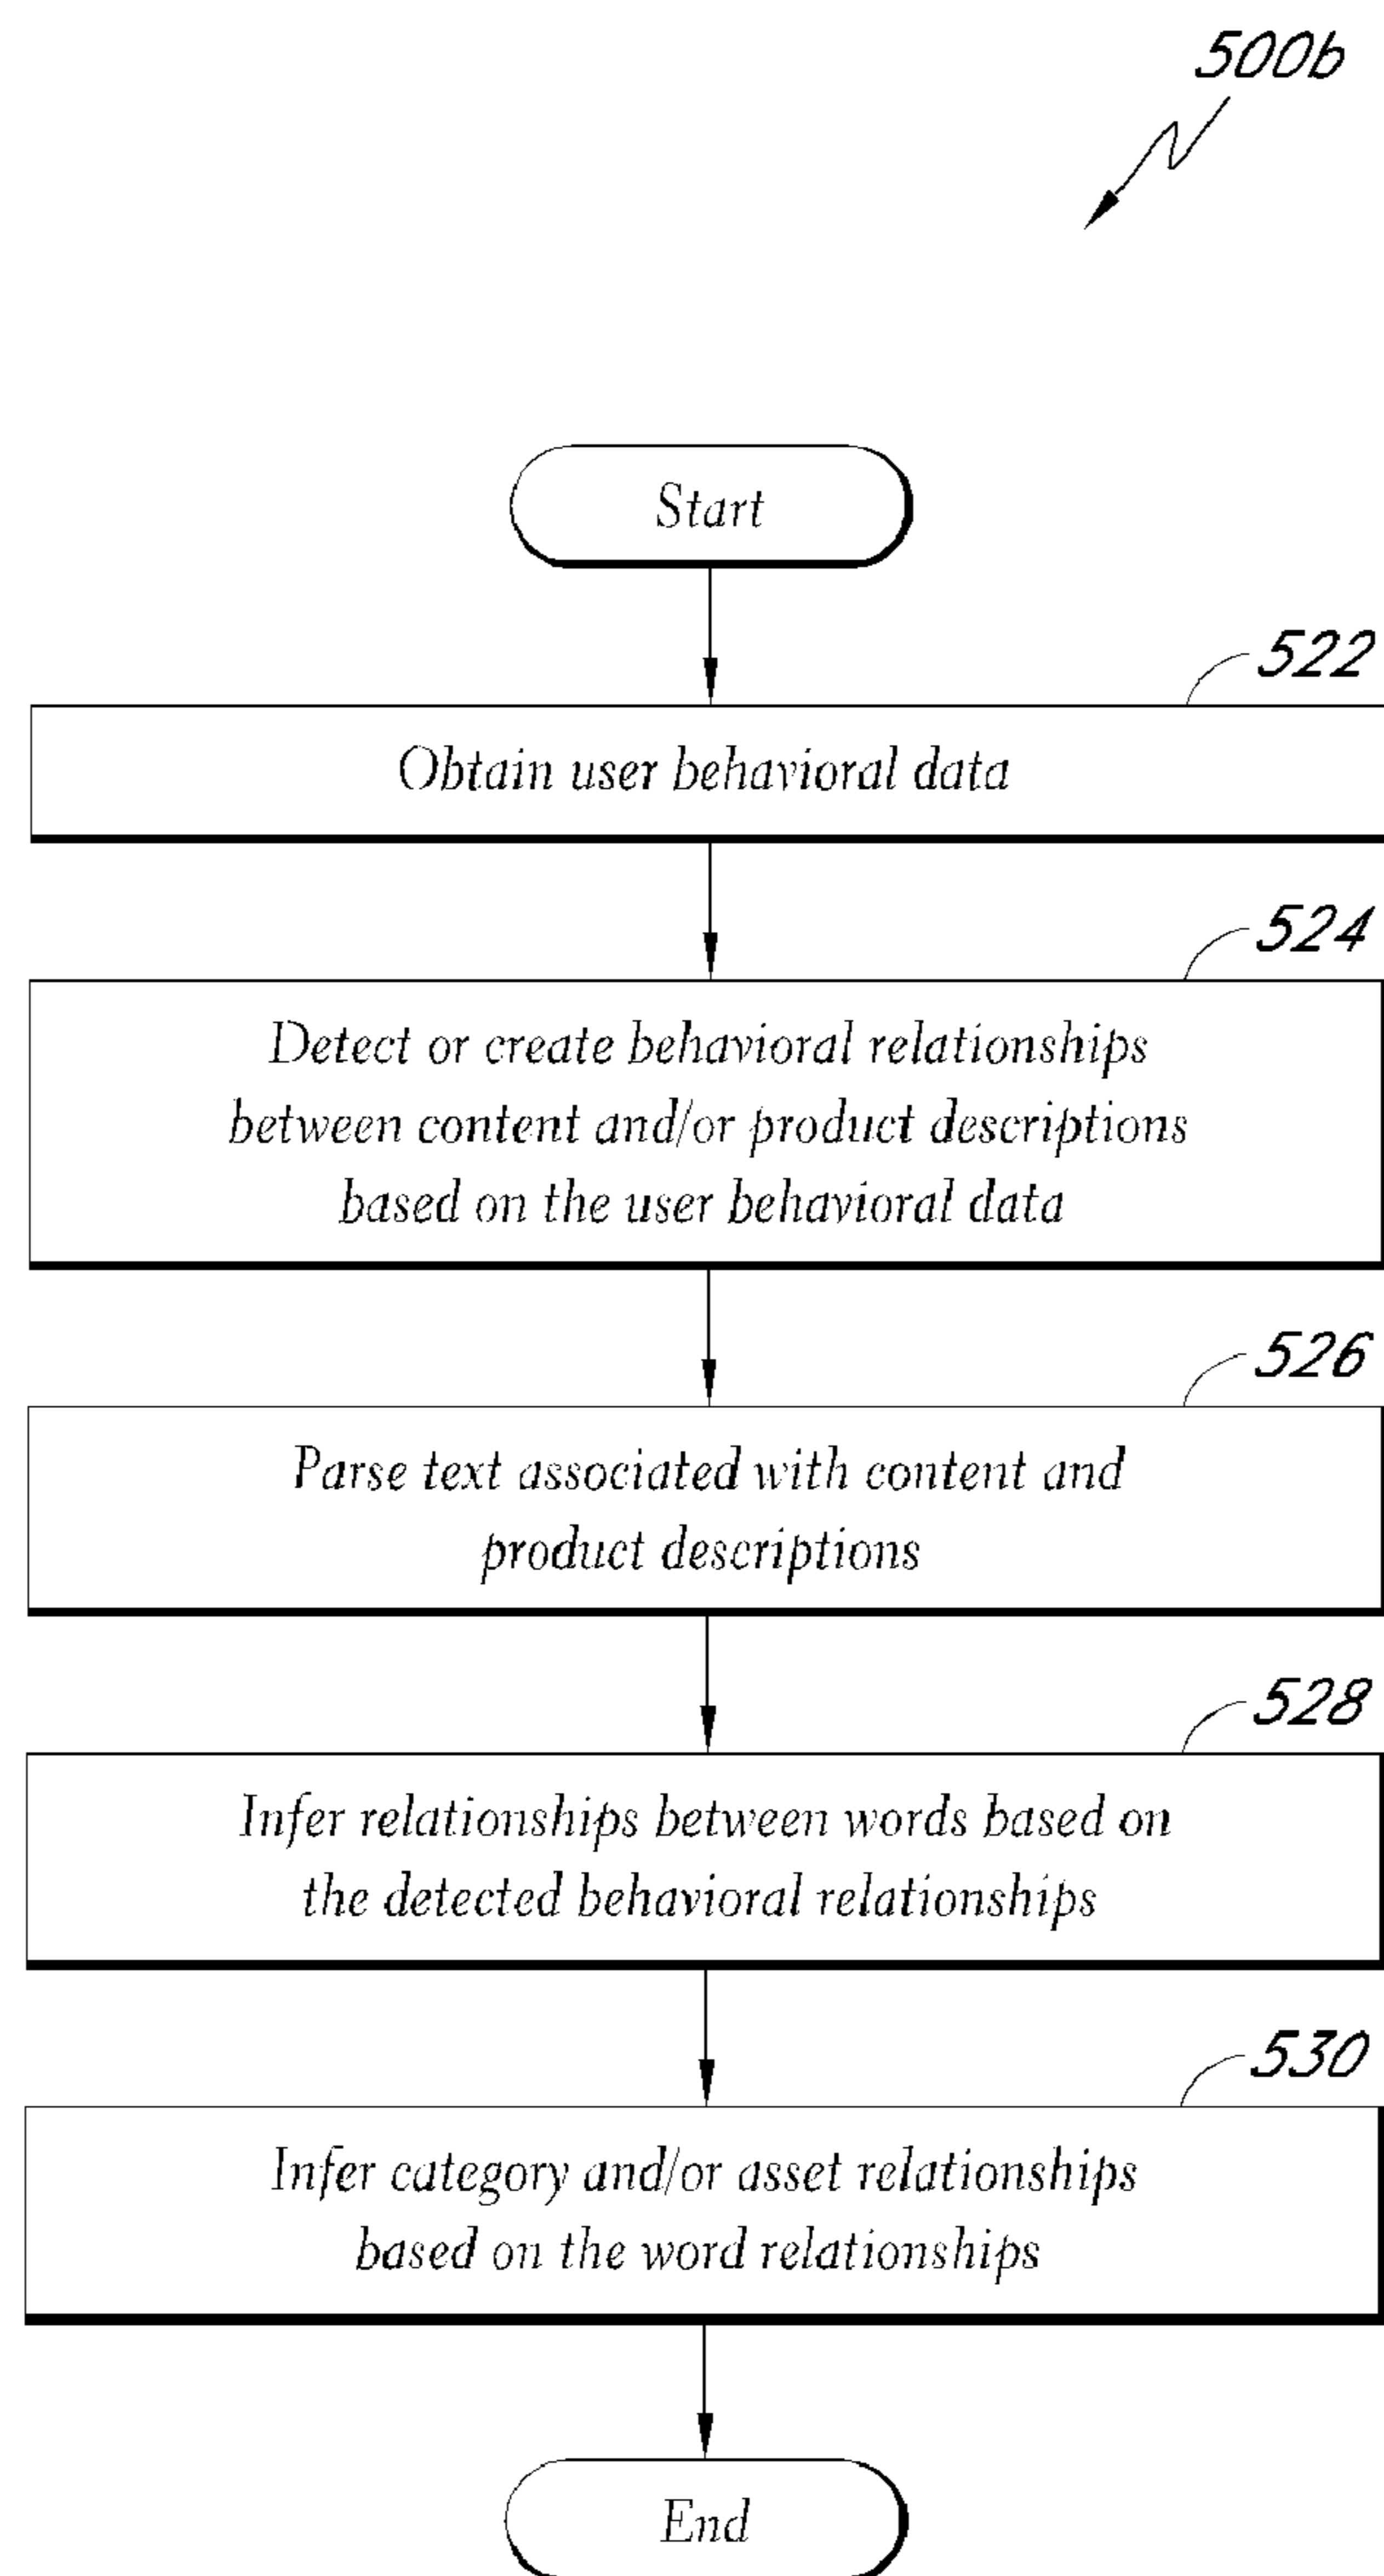 500b
Start
522
Obtain user behavioral data
524
Detect or create behavioral relationships
between content and/or product descriptions
based on the user behavioral data
526
Parse text associated with content and
product descriptions
528
Infer relationships between words based on
the detected behavioral relationships
530
Infer category and/or asset relationships
based on the word relationships
End